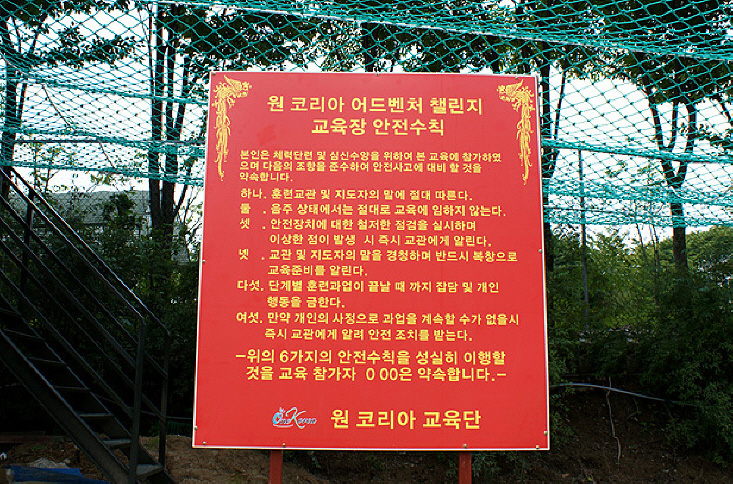 원 코리아 어드벤처 챌린지
교육장 안전수칙
본인은 체력단련 및 심신수양을 위하여 본 교육에 참가하였
으며 다음의 조항을 준수하여 안전사고에 대비 할 것을
약속합니다.
하나. 훈련교관 및 지도자의 말에 절대 따른다.
둘 . 음주 상태에서는 절대로 교육에 임하지 않는다.
셋 . 안전장치에 대한 철저한 점검을 실시하며
이상한 점이 발생 시 즉시 교관에게 알린다.
넷 . 교관 및 지도자의 말을 경청하며 반드시 복창으로
교육준비를 알린다.
다섯. 단계별 훈련과업이 끝날 때 까지 잡담 및 개인
행동을 금한다.
여섯. 만약 개인의 사정으로 과업을 계속할 수가 없을시
즉시 교관에게 알려 안전 조치를 받는다.
-위의 6가지의 안전수칙을 성실히 이행할
것을 교육 참가자 0 00은 약속합니다.-
One Korea 원 코리아 교육단